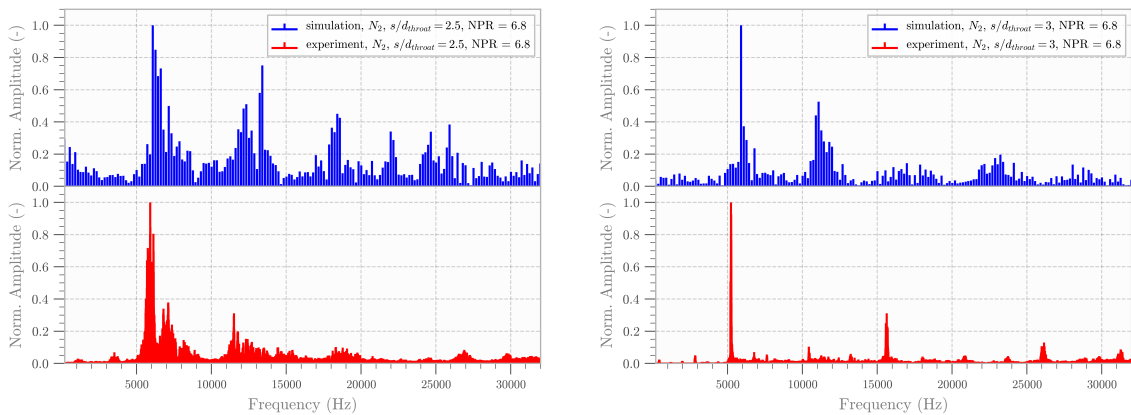 simulation, N₂, s/d_throat = 2.5, NPR = 6.8
experiment, N₂, s/d_throat = 2.5, NPR = 6.8
Norm. Amplitude (-)
1.0
0.8
0.6
0.4
0.2
0.0
Norm. Amplitude (-)
1.0
0.8
0.6
0.4
0.2
0.0
5000 10000 15000 20000 25000 30000
Frequency (Hz)
simulation, N₂, s/d_throat = 3, NPR = 6.8
experiment, N₂, s/d_throat = 3, NPR = 6.8
Norm. Amplitude (-)
1.0
0.8
0.6
0.4
0.2
0.0
Norm. Amplitude (-)
1.0
0.8
0.6
0.4
0.2
0.0
5000 10000 15000 20000 25000 30000
Frequency (Hz)